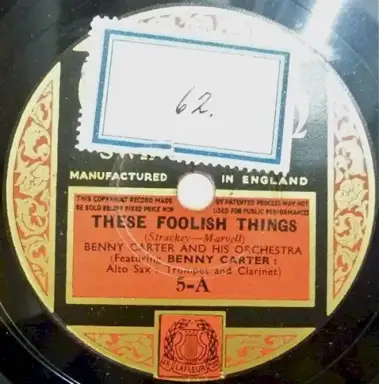 62.
MANUFACTURED IN ENGLAND
THIS COPYRIGHT RECORD MADE BY PATENTED PROCESS MAY NOT
BE SOLD BELOW FIXED PRICE NOR USED FOR PUBLIC PERFORMANCES
THESE FOOLISH THINGS
(Strachey—Marvell)
BENNY CARTER AND HIS ORCHESTRA
(Featuring BENNY CARTER:
Alto Sax - Trumpet and Clarinet)
5-A
LAFLEUR